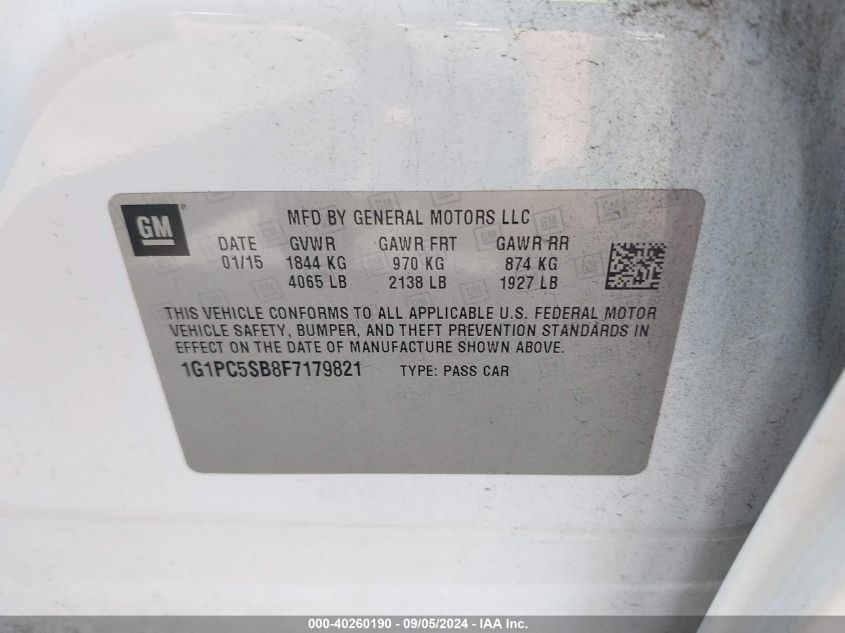 GM ®
MFD BY GENERAL MOTORS LLC
DATE GVWR GAWR FRT GAWR RR
01/15 1844 KG 970 KG 874 KG
4065 LB 2138 LB 1927 LB
THIS VEHICLE CONFORMS TO ALL APPLICABLE U.S. FEDERAL MOTOR
VEHICLE SAFETY, BUMPER, AND THEFT PREVENTION STANDARDS IN
EFFECT ON THE DATE OF MANUFACTURE SHOWN ABOVE.
1G1PC5SB8F7179821 TYPE: PASS CAR
000-40260190 - 09/05/2024 - IAA Inc.